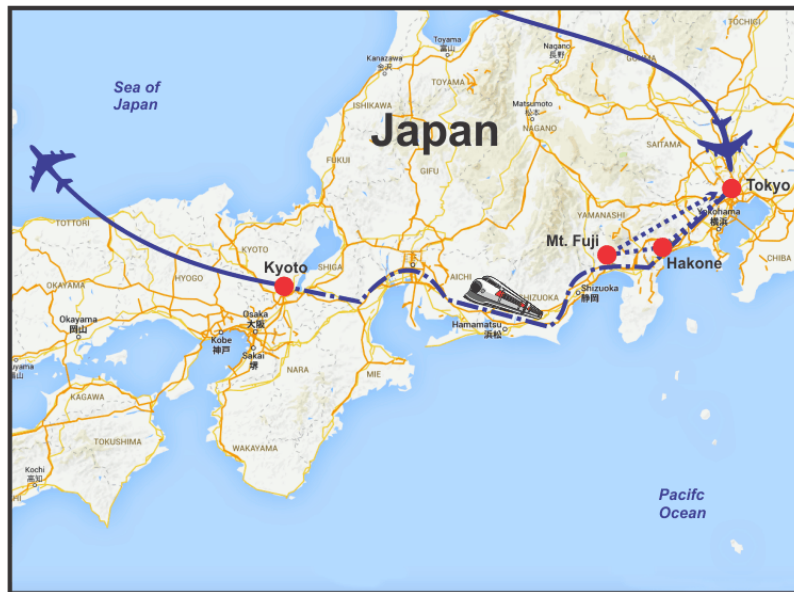 TOCHIGI
Toyama
富山
Nagano
長野
GUNMA
Kanazawa
金沢
TOYAMA
Sea of
Japan
ISHIKAWA
Matsumoto
松本
NAGANO
Japan
SAITAMA
FUKUI
GIFU
Tokyo
TOTTORI
YAMANASHI
Yokohama
横浜
KYOTO
Mt. Fuji
Hakone
Kyoto
SHIGA
CHIBA
HYOGO
AICHI
OKAYAMA
SHIZUOKA
Shizuoka
静岡
Okayama
岡山
Osaka
大阪
Hamamatsu
浜松
Kobe
神戸
Sakai
堺
NARA
MIE
KAGAWA
TOKUSHIMA
WAKAYAMA
Kochi
高知
Pacifc
Ocean